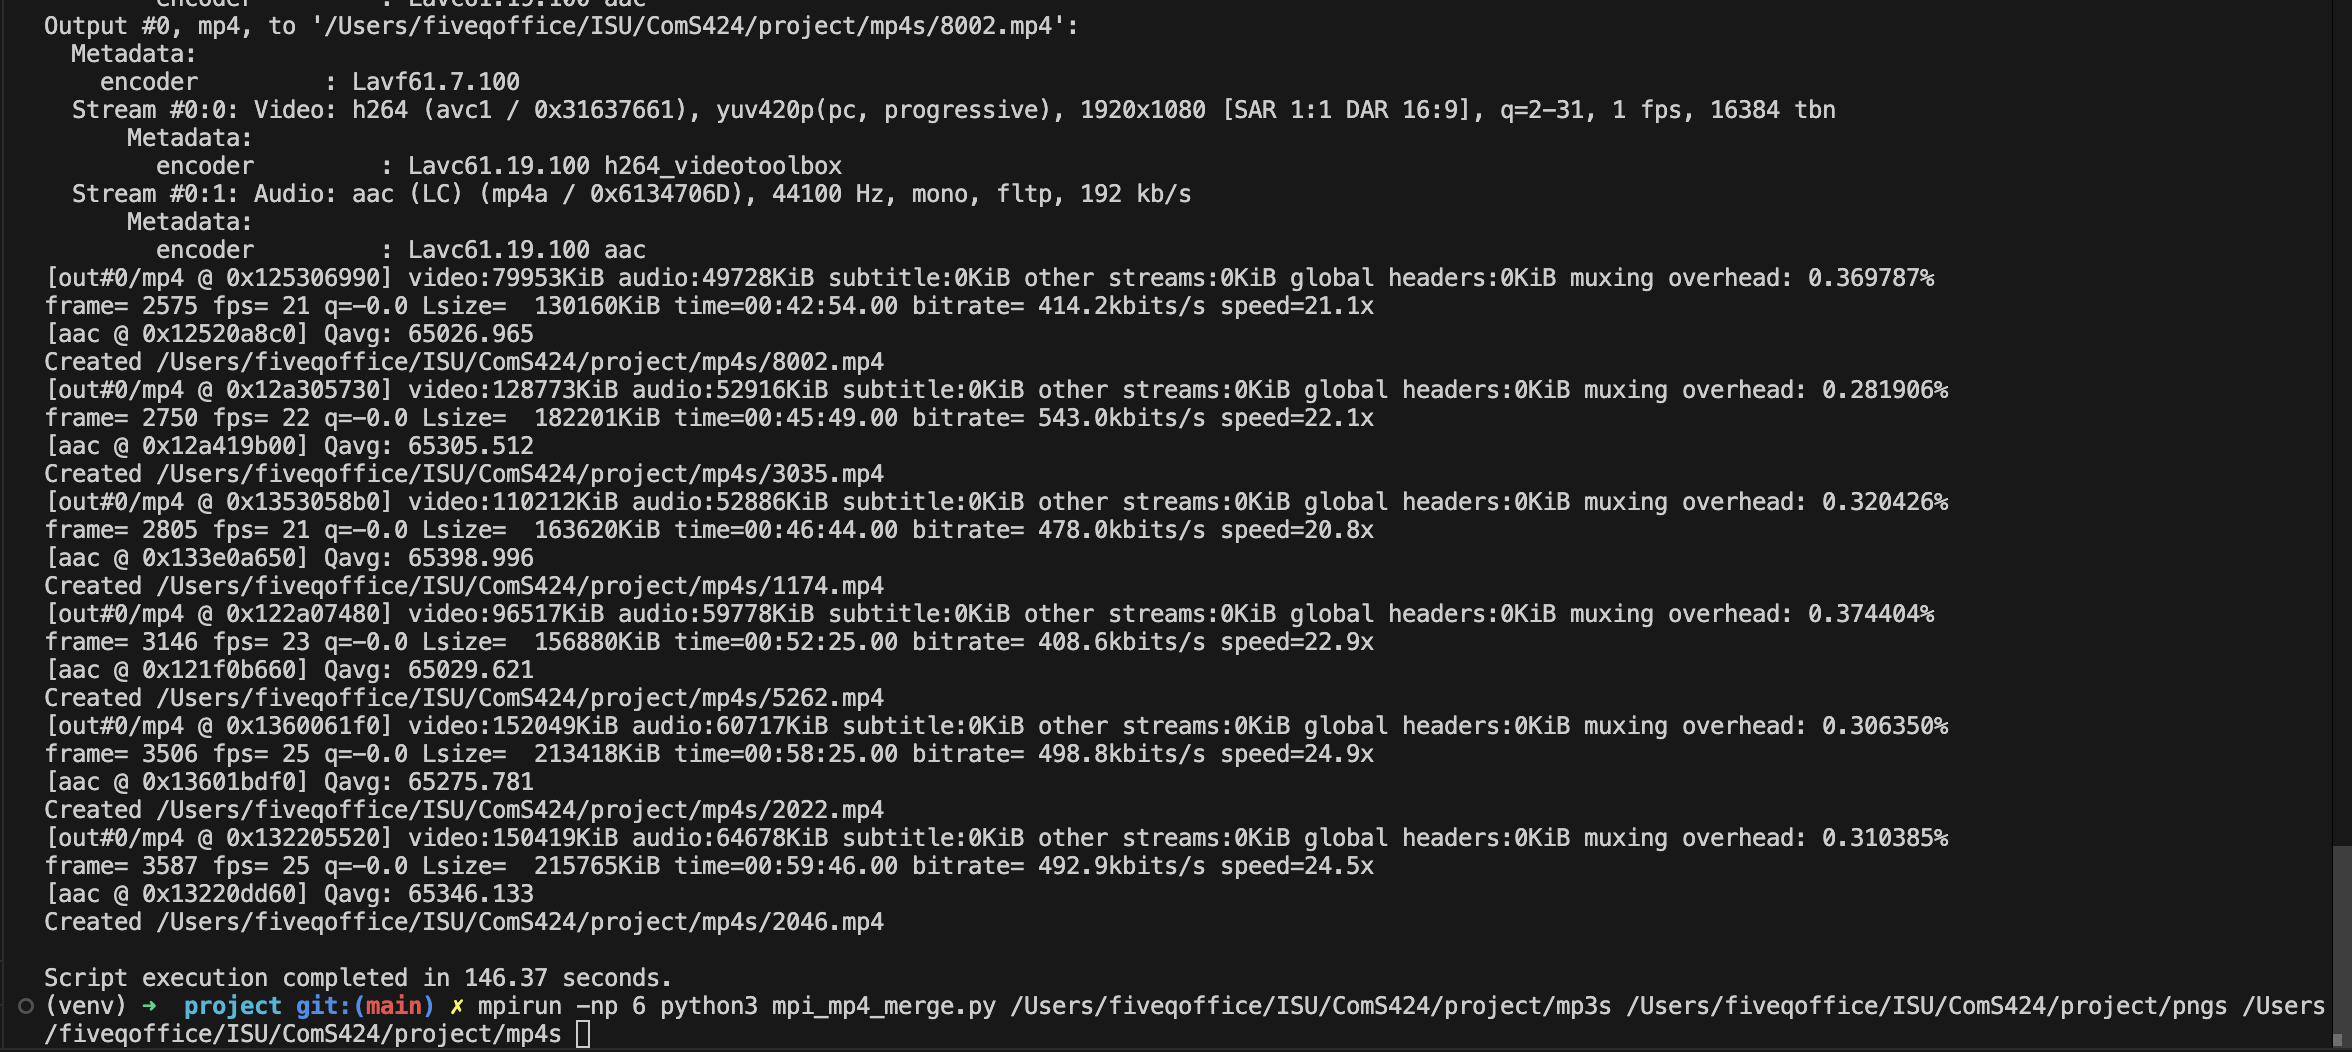 encoder          : Lavc61.19.100 aac
Output #0, mp4, to '/Users/fiveqoffice/ISU/ComS424/project/mp4s/8002.mp4':
  Metadata:
    encoder         : Lavf61.7.100
  Stream #0:0: Video: h264 (avc1 / 0x31637661), yuv420p(pc, progressive), 1920x1080 [SAR 1:1 DAR 16:9], q=2-31, 1 fps, 16384 tbn
      Metadata:
        encoder         : Lavc61.19.100 h264_videotoolbox
  Stream #0:1: Audio: aac (LC) (mp4a / 0x6134706D), 44100 Hz, mono, fltp, 192 kb/s
      Metadata:
        encoder         : Lavc61.19.100 aac
[out#0/mp4 @ 0x125306990] video:79953KiB audio:49728KiB subtitle:0KiB other streams:0KiB global headers:0KiB muxing overhead: 0.369787%
frame= 2575 fps= 21 q=-0.0 Lsize=  130160KiB time=00:42:54.00 bitrate= 414.2kbits/s speed=21.1x
[aac @ 0x12520a8c0] Qavg: 65026.965
Created /Users/fiveqoffice/ISU/ComS424/project/mp4s/8002.mp4
[out#0/mp4 @ 0x12a305730] video:128773KiB audio:52916KiB subtitle:0KiB other streams:0KiB global headers:0KiB muxing overhead: 0.281906%
frame= 2750 fps= 22 q=-0.0 Lsize=  182201KiB time=00:45:49.00 bitrate= 543.0kbits/s speed=22.1x
[aac @ 0x12a419b00] Qavg: 65305.512
Created /Users/fiveqoffice/ISU/ComS424/project/mp4s/3035.mp4
[out#0/mp4 @ 0x1353058b0] video:110212KiB audio:52886KiB subtitle:0KiB other streams:0KiB global headers:0KiB muxing overhead: 0.320426%
frame= 2805 fps= 21 q=-0.0 Lsize=  163620KiB time=00:46:44.00 bitrate= 478.0kbits/s speed=20.8x
[aac @ 0x133e0a650] Qavg: 65398.996
Created /Users/fiveqoffice/ISU/ComS424/project/mp4s/1174.mp4
[out#0/mp4 @ 0x122a07480] video:96517KiB audio:59778KiB subtitle:0KiB other streams:0KiB global headers:0KiB muxing overhead: 0.374404%
frame= 3146 fps= 23 q=-0.0 Lsize=  156880KiB time=00:52:25.00 bitrate= 408.6kbits/s speed=22.9x
[aac @ 0x121f0b660] Qavg: 65029.621
Created /Users/fiveqoffice/ISU/ComS424/project/mp4s/5262.mp4
[out#0/mp4 @ 0x1360061f0] video:152049KiB audio:60717KiB subtitle:0KiB other streams:0KiB global headers:0KiB muxing overhead: 0.306350%
frame= 3506 fps= 25 q=-0.0 Lsize=  213418KiB time=00:58:25.00 bitrate= 498.8kbits/s speed=24.9x
[aac @ 0x13601bdf0] Qavg: 65275.781
Created /Users/fiveqoffice/ISU/ComS424/project/mp4s/2022.mp4
[out#0/mp4 @ 0x132205520] video:150419KiB audio:64678KiB subtitle:0KiB other streams:0KiB global headers:0KiB muxing overhead: 0.310385%
frame= 3587 fps= 25 q=-0.0 Lsize=  215765KiB time=00:59:46.00 bitrate= 492.9kbits/s speed=24.5x
[aac @ 0x13220dd60] Qavg: 65346.133
Created /Users/fiveqoffice/ISU/ComS424/project/mp4s/2046.mp4

Script execution completed in 146.37 seconds.
(venv) ➜  project git:(main) ✗ mpirun -np 6 python3 mpi_mp4_merge.py /Users/fiveqoffice/ISU/ComS424/project/mp3s /Users/fiveqoffice/ISU/ComS424/project/pngs /Users
/fiveqoffice/ISU/ComS424/project/mp4s